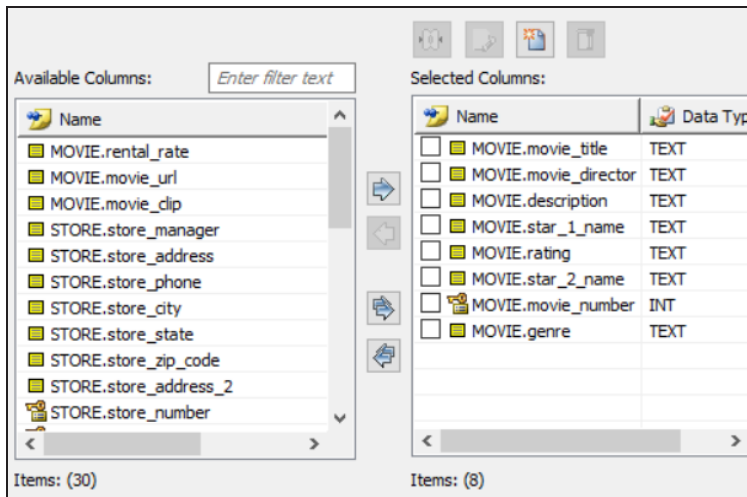 Available Columns:
Enter filter text
Name
MOVIE.rental_rate
MOVIE.movie_url
MOVIE.movie_clip
STORE.store_manager
STORE.store_address
STORE.store_phone
STORE.store_city
STORE.store_state
STORE.store_zip_code
STORE.store_address_2
STORE.store_number
Items: (30)
Selected Columns:
Name Data Typ
MOVIE.movie_title TEXT
MOVIE.movie_director TEXT
MOVIE.description TEXT
MOVIE.star_1_name TEXT
MOVIE.rating TEXT
MOVIE.star_2_name TEXT
MOVIE.movie_number INT
MOVIE.genre TEXT
Items: (8)